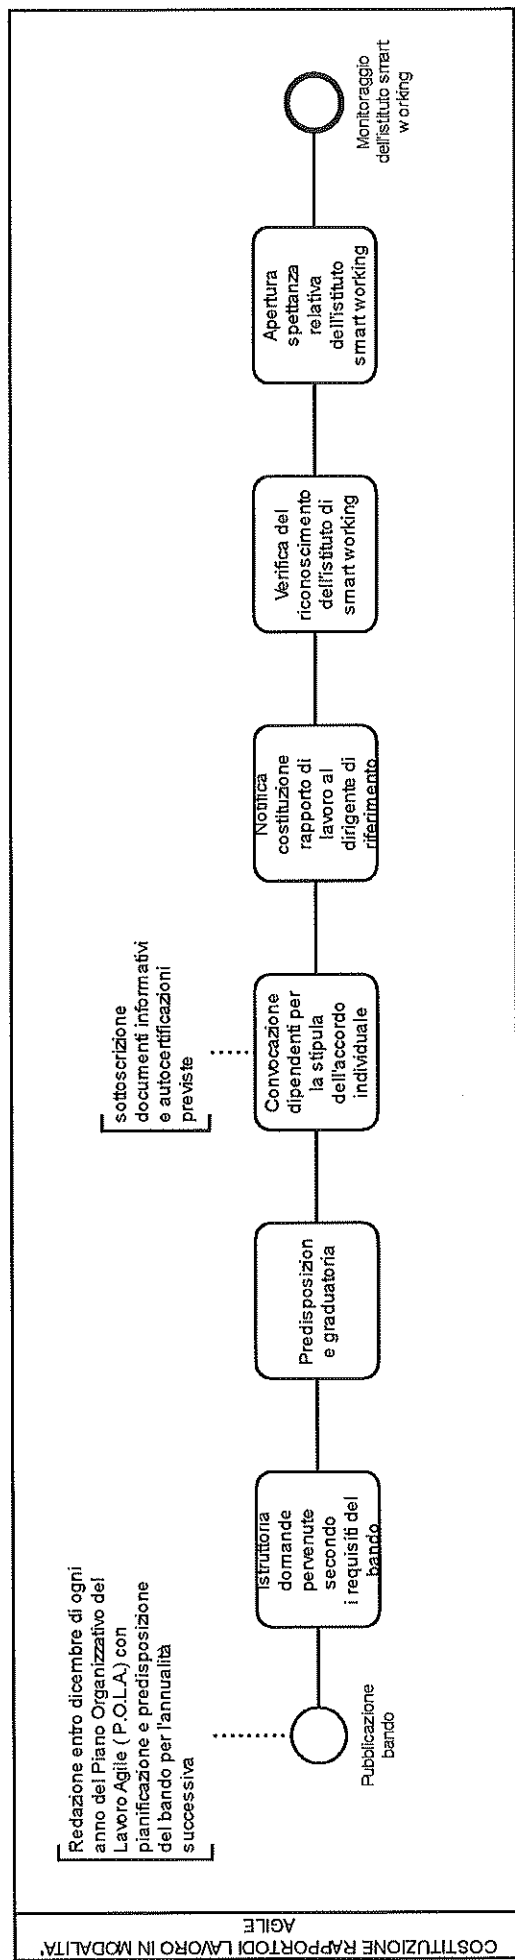 COSTITUZIONE RAPPORTODI LAVORO IN MODALITA'
AGILE
Redazione entro dicembre di ogni
anno del Piano Organizzativo del
Lavoro Agile ( P.O.L.A.) con
pianificazione e predisposizione
del bando per l'annualità
successiva
Pubblicazione
bando
Istruttoria
domande
pervenute
secondo
i requisiti del
bando
Predisposizion
e graduatoria
sottoscrizione
documenti informativi
e autocertificazioni
previste
Convocazione
dipendenti per
la stipula
dell'accordo
individuale
Notifica
costituzione
rapporto di
lavoro al
dirigente di
riferimento
Verifica del
riconoscimento
dell'istituto di
smart working
Apertura
spettanza
relativa
dell'istituto
smart working
Monitoraggio
dell'istituto smart
working